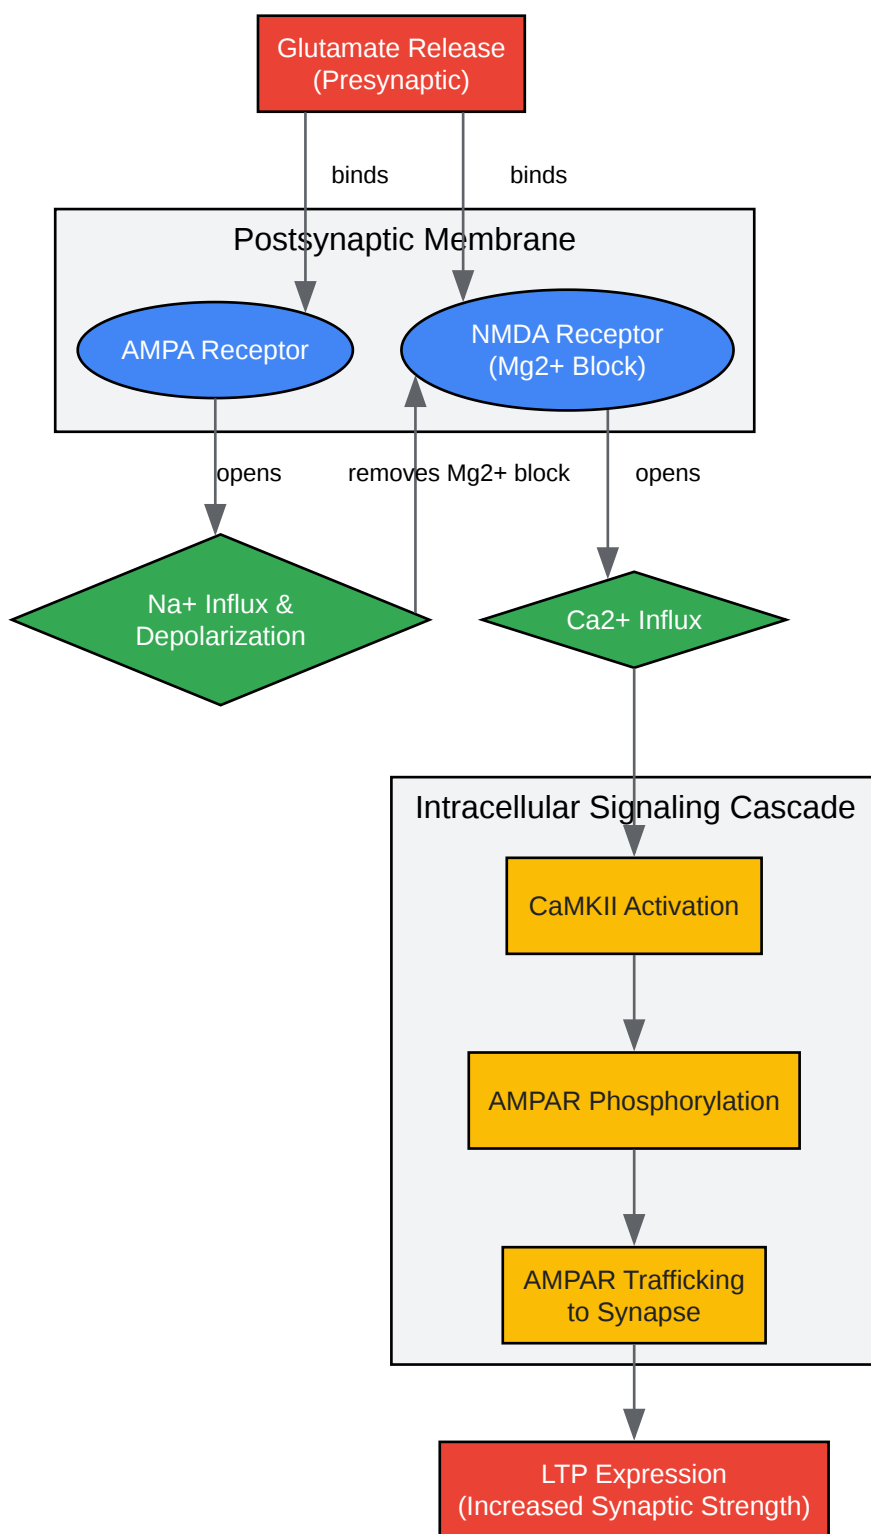 Glutamate Release
(Presynaptic)
binds
binds
Postsynaptic Membrane
AMPA Receptor
NMDA Receptor
(Mg2+ Block)
opens
removes Mg2+ block
opens
Na+ Influx &
Depolarization
Ca2+ Influx
Intracellular Signaling Cascade
CaMKII Activation
AMPAR Phosphorylation
AMPAR Trafficking
to Synapse
LTP Expression
(Increased Synaptic Strength)